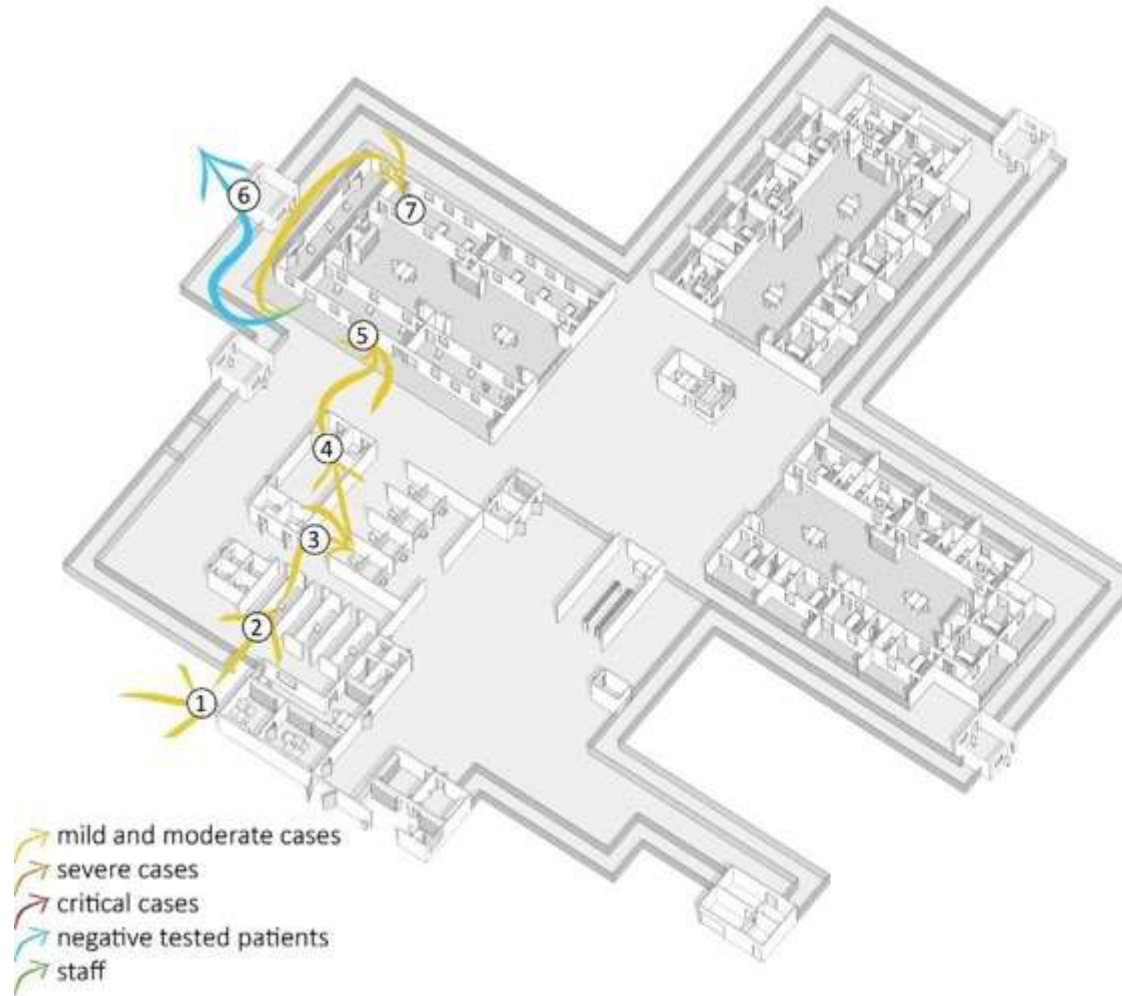 6
7
5
4
3
2
1
mild and moderate cases
severe cases
critical cases
negative tested patients
staff